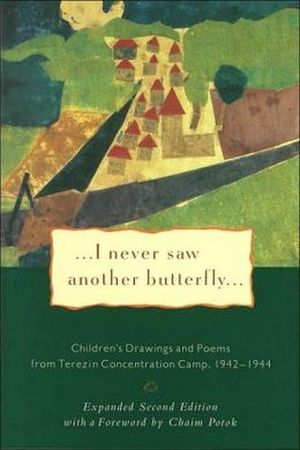 ...I never saw
another butterfly...
Children's Drawings and Poems
from Terezín Concentration Camp, 1942–1944
Expanded Second Edition
with a Foreword by Chaim Potok